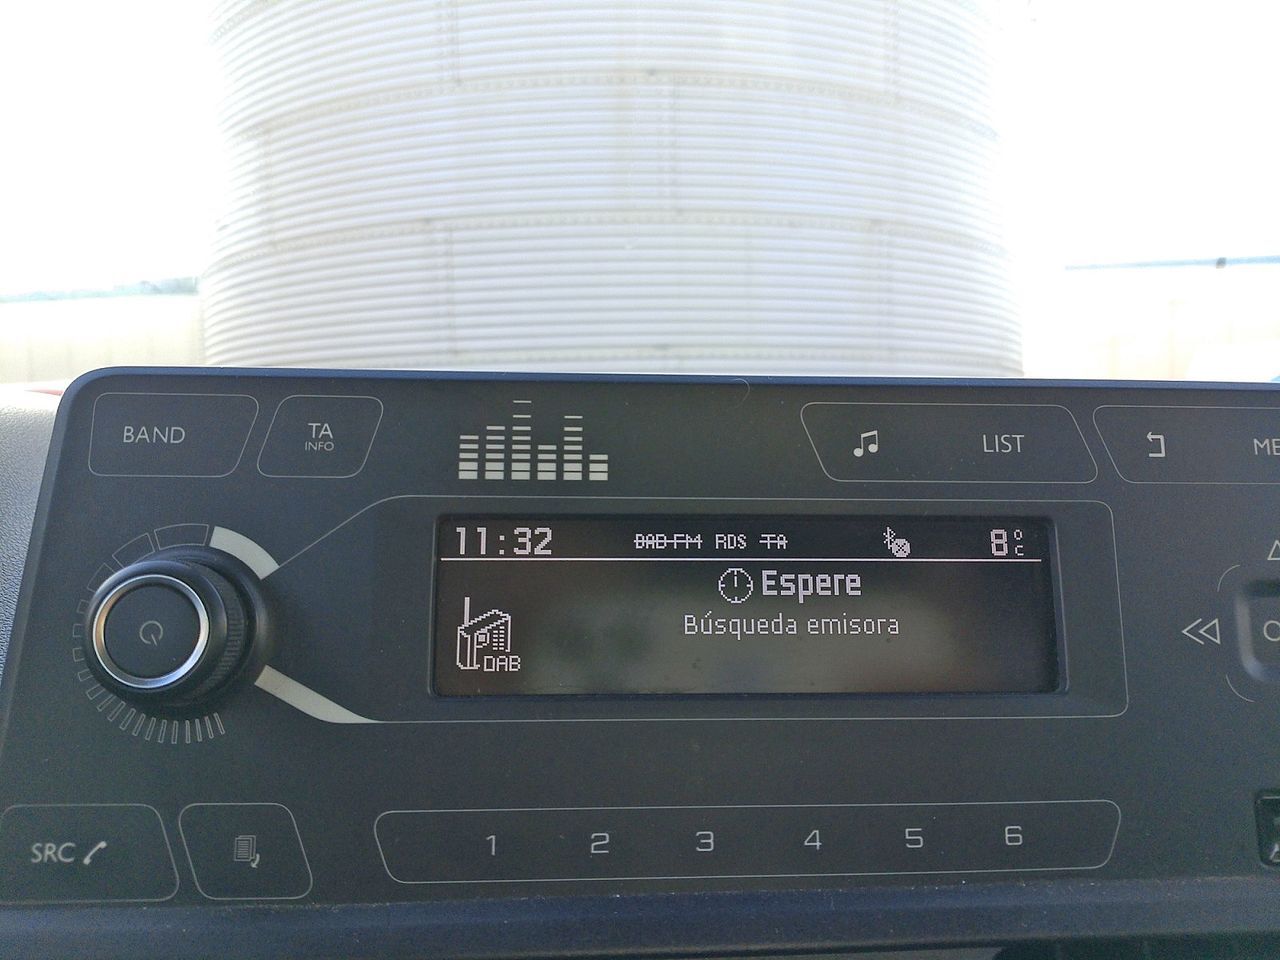 BAND
TA
INFO
LIST
11:32 DAB-FM RDS TA 8°C
Espere
Búsqueda emisora
DAB
SRC
1 2 3 4 5 6